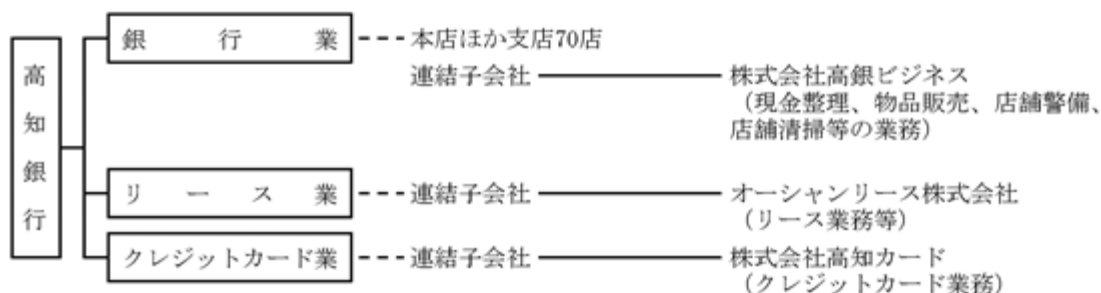 高知銀行
銀行業
本店ほか支店70店
連結子会社
株式会社高銀ビジネス
（現金整理、物品販売、店舗警備、
店舗清掃等の業務）
リース業
連結子会社
オーシャンリース株式会社
（リース業務等）
クレジットカード業
連結子会社
株式会社高知カード
（クレジットカード業務）